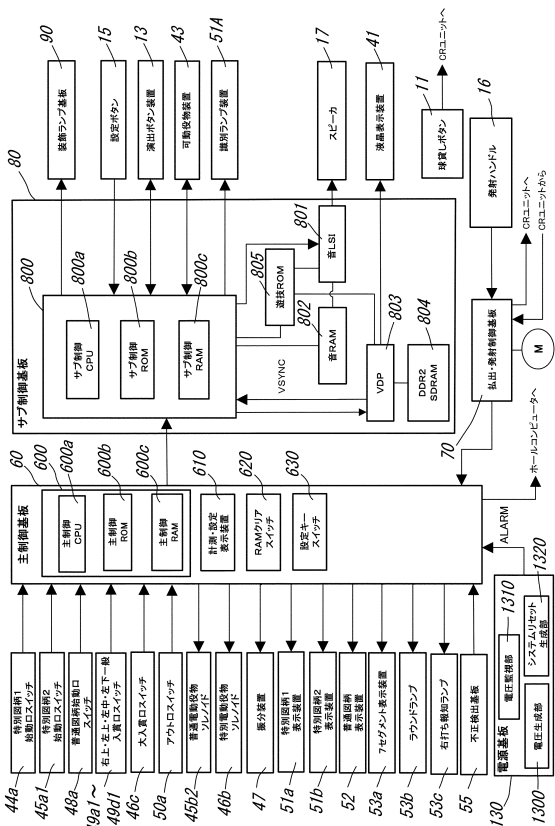 44a
特別図柄1
始動口スイッチ
45a1
特別図柄2
始動口スイッチ
48a
普通図柄始動口
スイッチ
49a1～
49d1
右上・左上・左中・左下一般
入賞口スイッチ
46c
大入賞口スイッチ
50a
アウト口スイッチ
45b2
普通電動役物
ソレノイド
46b
特別電動役物
ソレノイド
47
振分装置
51a
特別図柄1
表示装置
51b
特別図柄2
表示装置
52
普通図柄
表示装置
53a
7セグメント表示装置
53b
ラウンドランプ
53c
右打ち報知ランプ
55
不正検出基板
130
電源基板
1300
電圧生成部
1310
電圧監視部
1320
システムリセット
生成部
ALARM
60
主制御基板
600
600a
主制御
CPU
600b
主制御
ROM
600c
主制御
RAM
610
計測・設定
表示装置
620
RAMクリア
スイッチ
630
設定キー
スイッチ
ホールコンピュータへ
80
サブ制御基板
800
800a
サブ制御
CPU
800b
サブ制御
ROM
800c
サブ制御
RAM
805
遊技ROM
801
音LSI
802
音RAM
VSYNC
803
VDP
804
DDR2
SDRAM
70
払出・発射制御基板
M
CRユニットへ
CRユニットから
90
装飾ランプ基板
15
設定ボタン
13
演出ボタン装置
43
可動役物装置
51A
識別ランプ装置
17
スピーカ
41
液晶表示装置
11
球貸しボタン
CRユニットへ
16
発射ハンドル